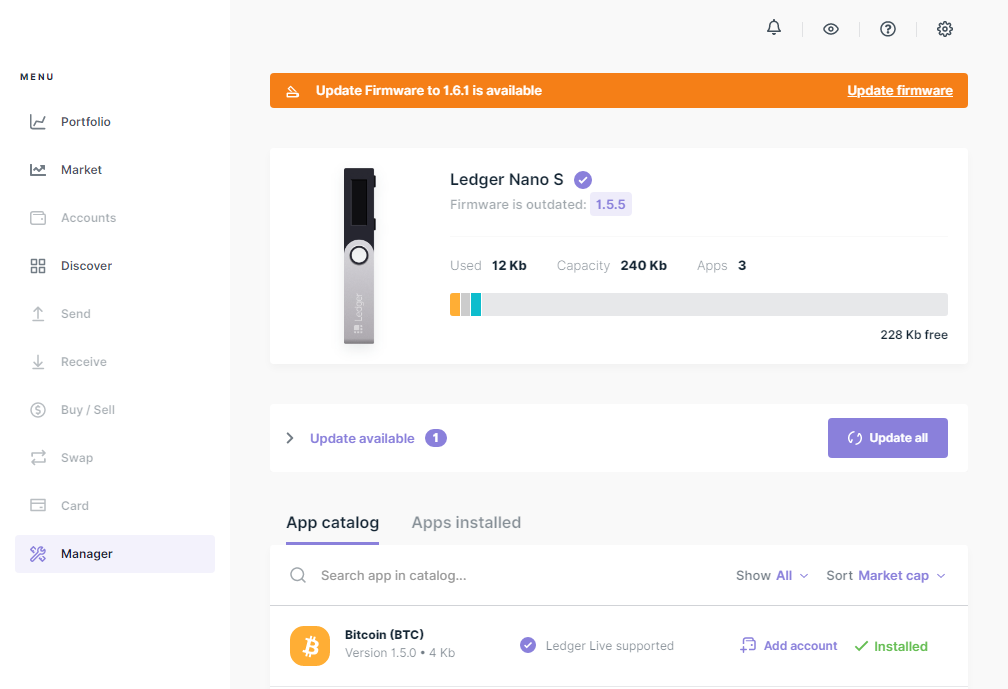 MENU
Portfolio
Market
Accounts
Discover
Send
Receive
Buy / Sell
Swap
Card
Manager
Update Firmware to 1.6.1 is available
Update firmware
Ledger
Ledger Nano S
Firmware is outdated: 1.5.5
Used 12 Kb Capacity 240 Kb Apps 3
228 Kb free
Update available 1
Update all
App catalog Apps installed
Search app in catalog...
Show All Sort Market cap
Bitcoin (BTC)
Version 1.5.0 • 4 Kb
Ledger Live supported
Add account
Installed